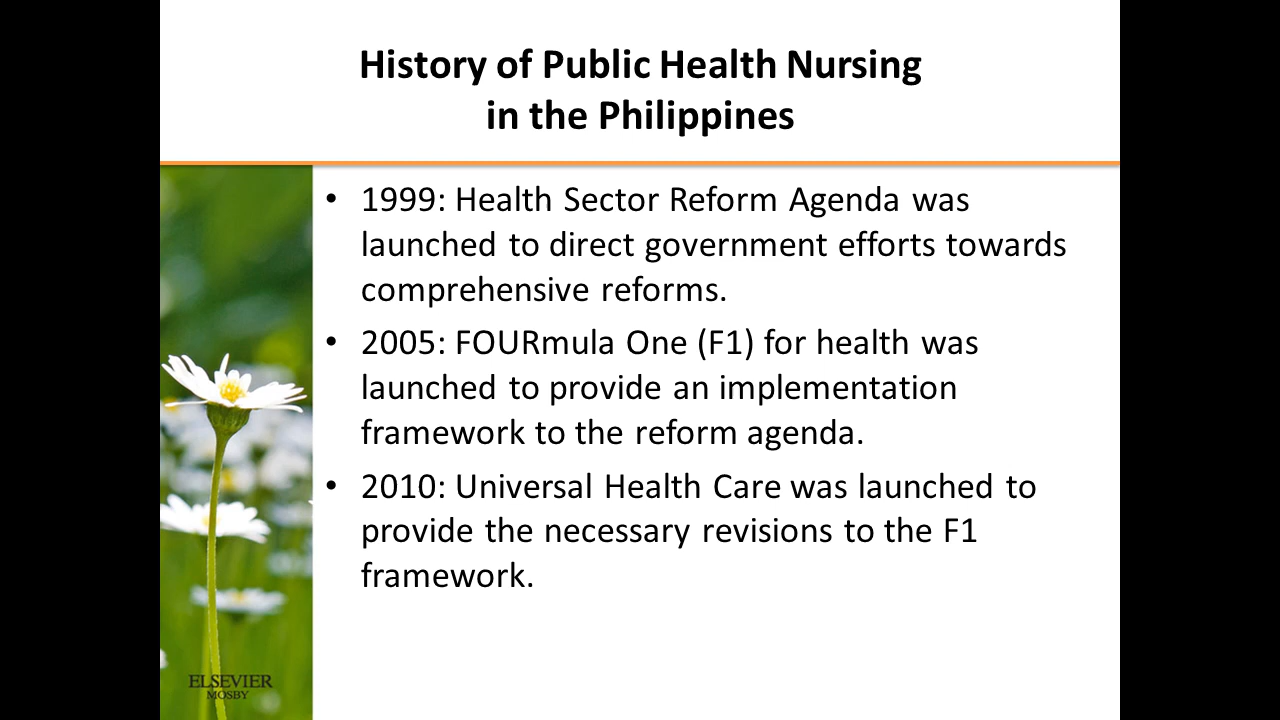 History of Public Health Nursing
in the Philippines
• 1999: Health Sector Reform Agenda was
launched to direct government efforts towards
comprehensive reforms.
• 2005: FOURmula One (F1) for health was
launched to provide an implementation
framework to the reform agenda.
• 2010: Universal Health Care was launched to
provide the necessary revisions to the F1
framework.
ELSEVIER
MOSBY